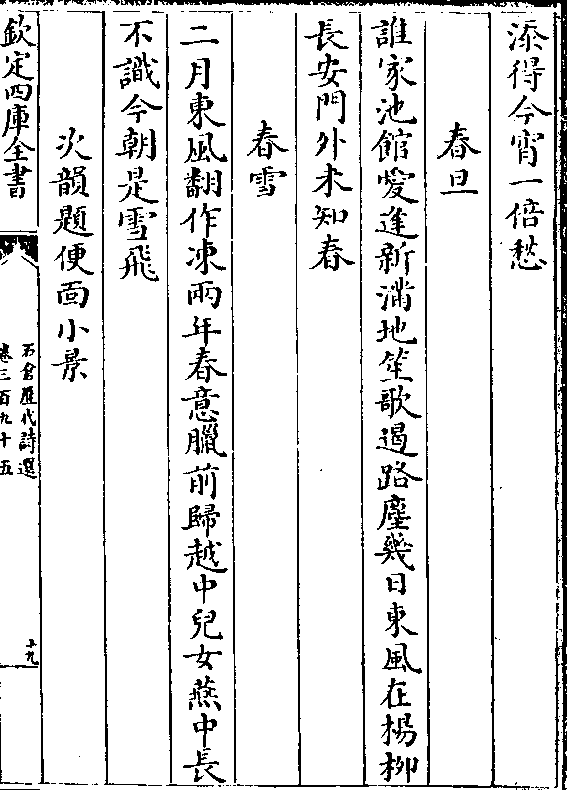 添得今宵一倍愁
春旦
誰家池館愛逢新滿地笙歌遏路塵幾日東風在楊柳
長安門外未知春
春雪
二月東風翻作凍兩年春意臘前歸越中兒女燕中長
不識今朝是雪飛
次韻題便面小景
欽定四庫全書
石倉歷代詩選
卷三百九十五
十九